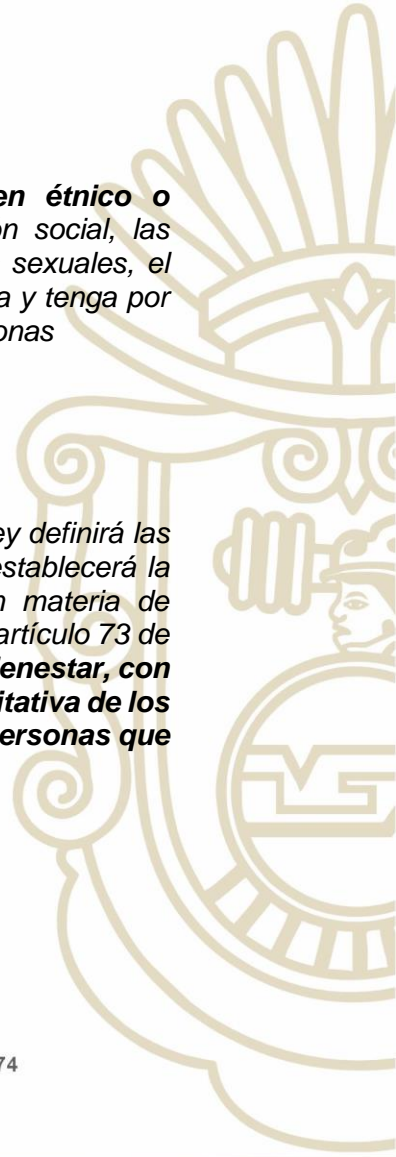 en étnico o
on social, las
sexuales, el
a y tenga por
onas
ey definirá las
establecerá la
n materia de
artículo 73 de
ienestar, con
itativa de los
ersonas que
74